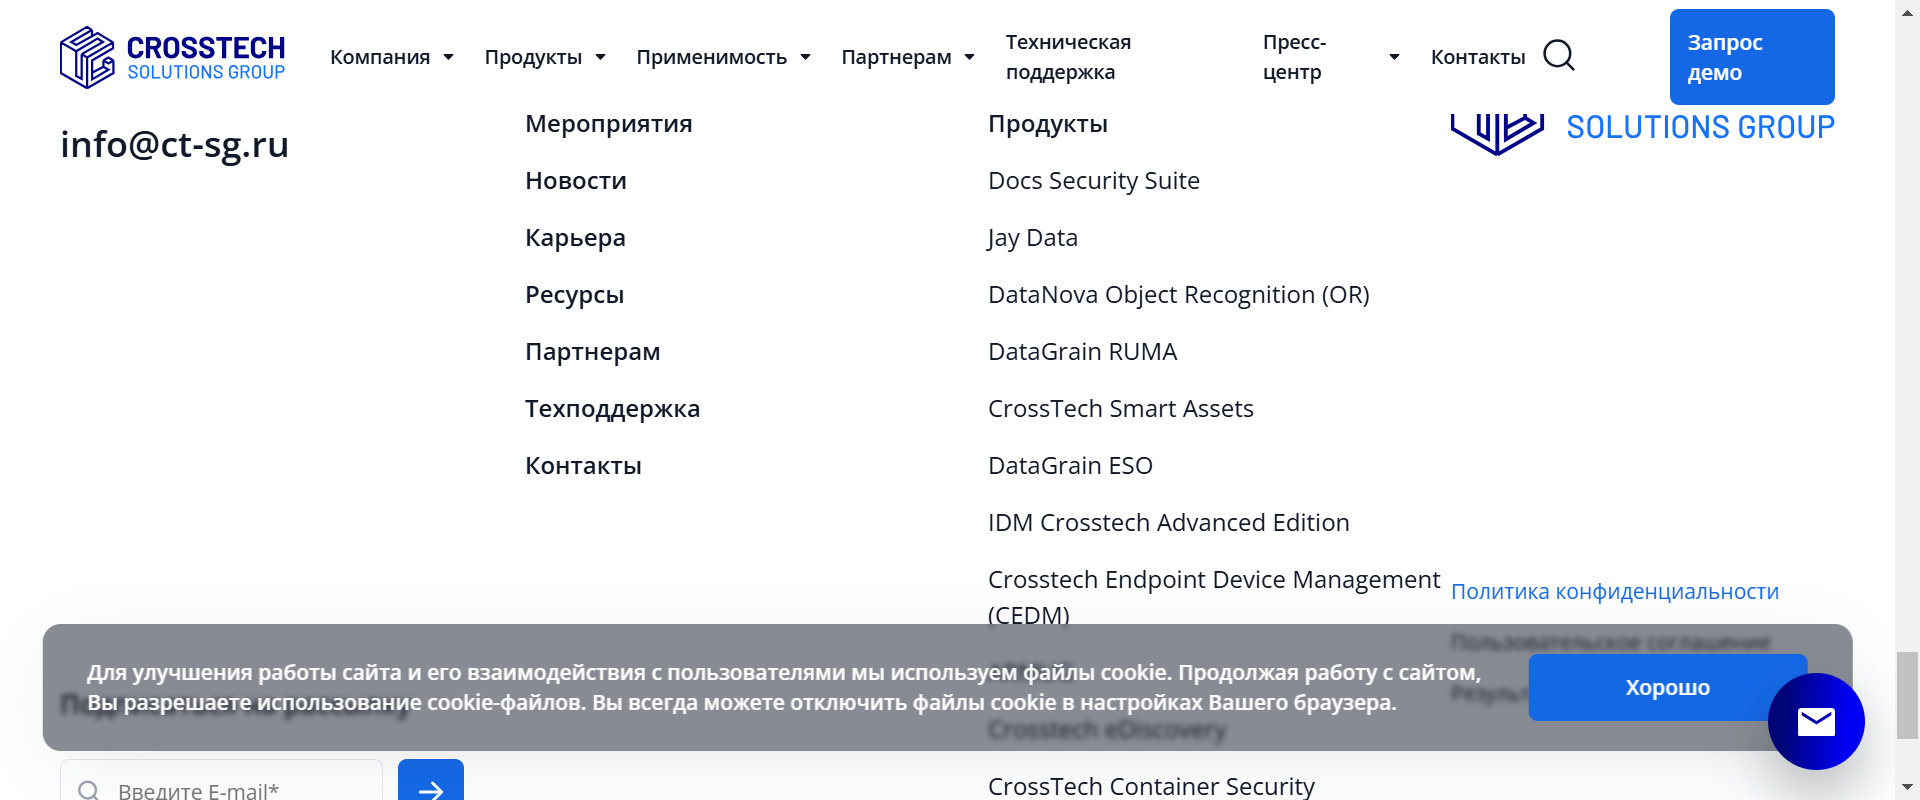 CROSSTECH
SOLUTIONS GROUP
Компания
Продукты
Применимость
Партнерам
Техническая
поддержка
Пресс-
центр
Контакты
Запрос
демо
info@ct-sg.ru
Мероприятия
Новости
Карьера
Ресурсы
Партнерам
Техподдержка
Контакты
Продукты
Docs Security Suite
Jay Data
DataNova Object Recognition (OR)
DataGrain RUMA
CrossTech Smart Assets
DataGrain ESO
IDM Crosstech Advanced Edition
Crosstech Endpoint Device Management
(CEDM)
Crosstech eDiscovery
CrossTech Container Security
SOLUTIONS GROUP
Политика конфиденциальности
Пользовательское соглашение
Для улучшения работы сайта и его взаимодействия с пользователями мы используем файлы cookie. Продолжая работу с сайтом,
Вы разрешаете использование cookie-файлов. Вы всегда можете отключить файлы cookie в настройках Вашего браузера.
Хорошо
Введите E-mail*